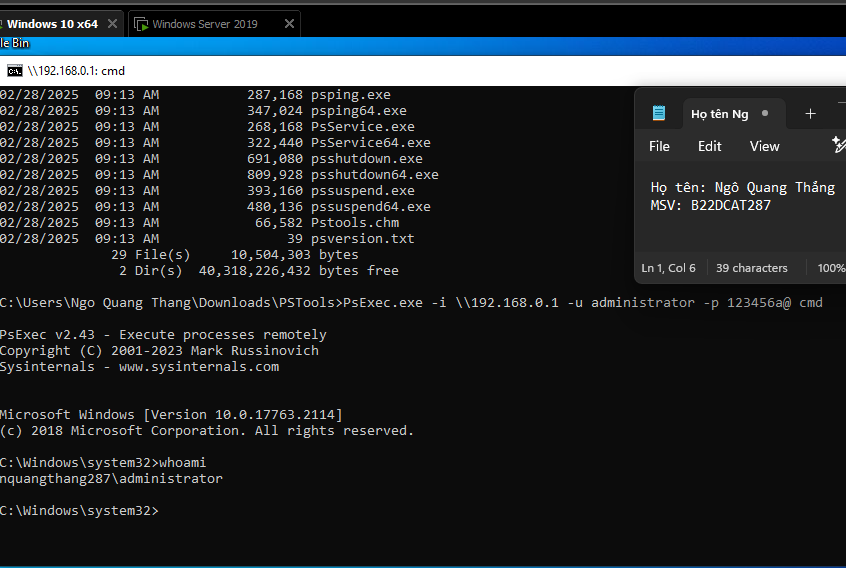 Windows 10 x64
Windows Server 2019
le Bin
\\192.168.0.1: cmd
02/28/2025  09:13 AM           287,168 psping.exe
02/28/2025  09:13 AM           347,024 psping64.exe
02/28/2025  09:13 AM           268,168 PsService.exe
02/28/2025  09:13 AM           322,440 PsService64.exe
02/28/2025  09:13 AM           691,080 psshutdown.exe
02/28/2025  09:13 AM           809,928 psshutdown64.exe
02/28/2025  09:13 AM           393,160 pssuspend.exe
02/28/2025  09:13 AM           480,136 pssuspend64.exe
02/28/2025  09:13 AM            66,582 Pstools.chm
02/28/2025  09:13 AM                39 psversion.txt
29 File(s)     10,504,303 bytes
2 Dir(s)  40,318,226,432 bytes free
C:\Users\Ngo Quang Thang\Downloads\PSTools>PsExec.exe -i \\192.168.0.1 -u administrator -p 123456a@ cmd
PsExec v2.43 - Execute processes remotely
Copyright (C) 2001-2023 Mark Russinovich
Sysinternals - www.sysinternals.com
Microsoft Windows [Version 10.0.17763.2114]
(c) 2018 Microsoft Corporation. All rights reserved.
C:\Windows\system32>whoami
nquangthang287\administrator
C:\Windows\system32>
Họ tên Ng
File Edit View
Họ tên: Ngô Quang Thắng
MSV: B22DCAT287
Ln 1, Col 6 39 characters 100%